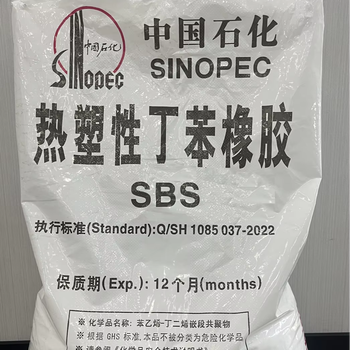 中国石化
SINOPEC
中国石化
SINOPEC
热塑性丁苯橡胶
SBS
执行标准(Standard):Q/SH 1085 037-2022
保质期(Exp.): 12个月(months)
※ 化学品名称: 苯乙烯-丁二烯嵌段共聚物
※ 根据 GHS 标准,本品不被分类为危险化学品